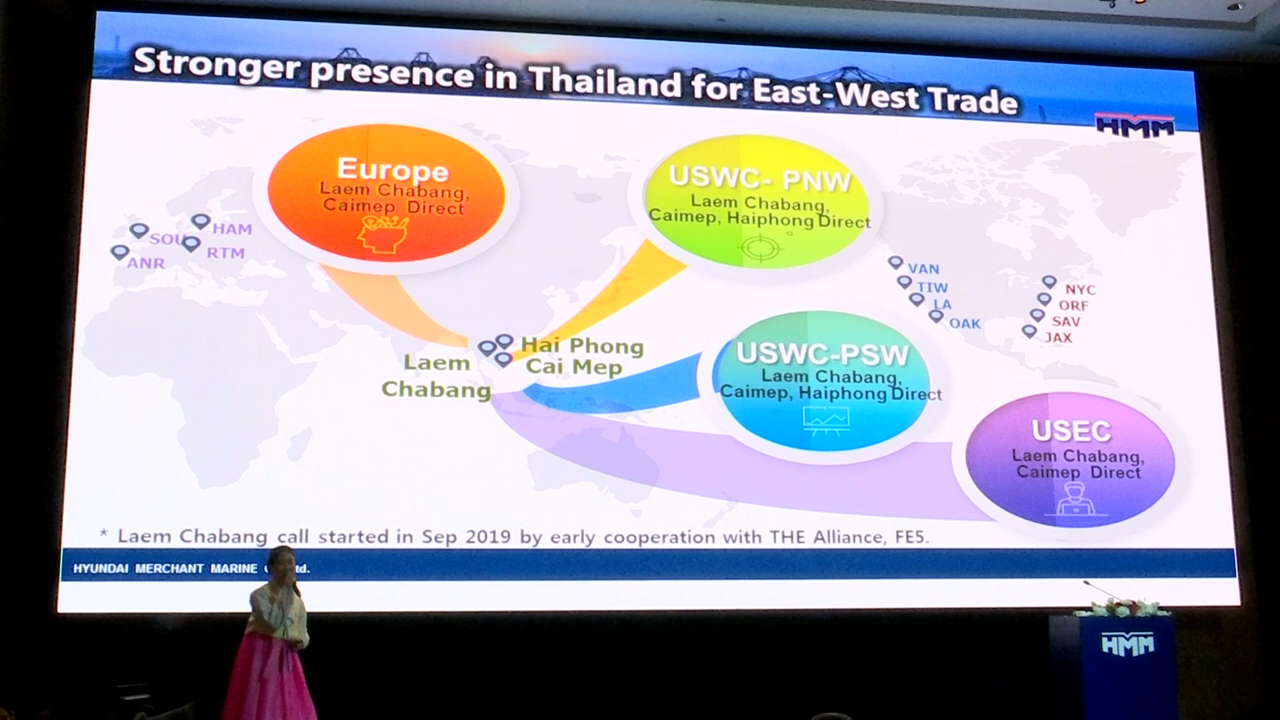 Stronger presence in Thailand for East-West Trade
HMM
Europe
Laem Chabang,
Caimep Direct
USWC- PNW
Laem Chabang,
Caimep, Haiphong Direct
HAM
SOU
RTM
ANR
VAN
TIW
LA
OAK
NYC
ORF
SAV
JAX
Hai Phong
Cai Mep
Laem
Chabang
USWC-PSW
Laem Chabang,
Caimep, Haiphong Direct
USEC
Laem Chabang,
Caimep Direct
* Laem Chabang call started in Sep 2019 by early cooperation with THE Alliance, FE5.
HYUNDAI MERCHANT MARINE
HMM